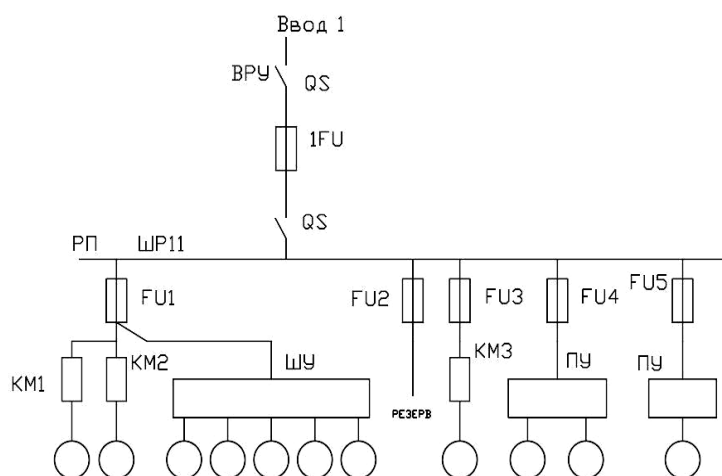 Ввод 1
ВРУ
QS
1FU
QS
РП ШР11
FU1
FU2
FU3
FU4
FU5
КМ1
КМ2
ШУ
РЕЗЕРВ
КМ3
ПУ
ПУ